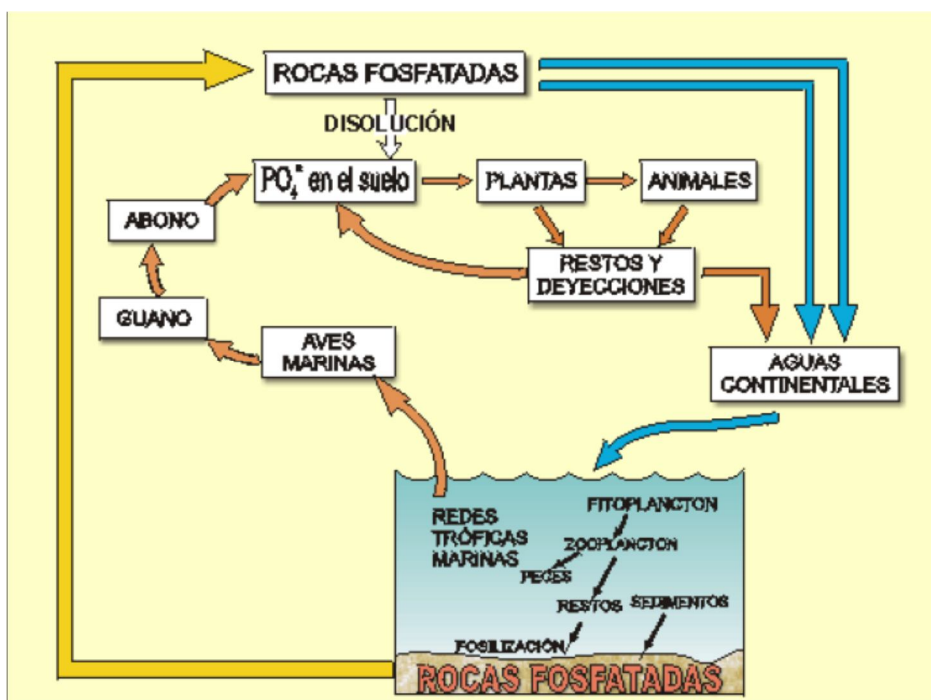 ROCAS FOSFATADAS
DISOLUCIÓN
PO₄⁼ en el suelo
PLANTAS
ANIMALES
ABONO
RESTOS Y
DEYECCIONES
GUANO
AVES
MARINAS
AGUAS
CONTINENTALES
REDES
TRÓFICAS
MARINAS
FITOPLANCTON
ZOOPLANCTON
PECES
RESTOS
SEDIMENTOS
FOSILIZACIÓN
ROCAS FOSFATADAS